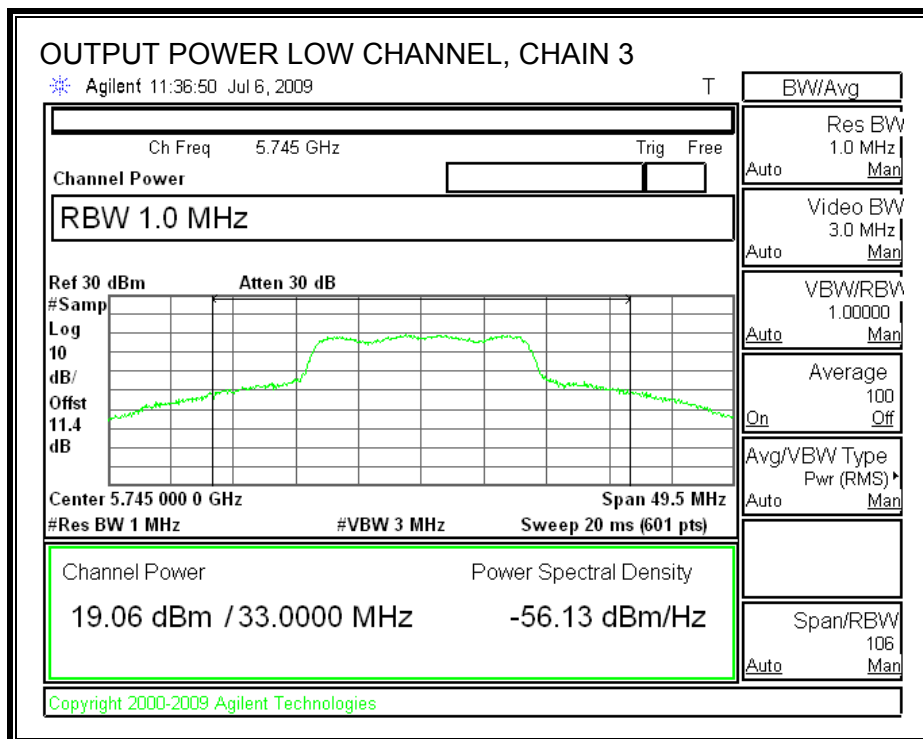 OUTPUT POWER LOW CHANNEL, CHAIN 3
Agilent 11:36:50 Jul 6, 2009 T
Ch Freq 5.745 GHz Trig Free
Channel Power
RBW 1.0 MHz
Ref 30 dBm Atten 30 dB
#Samp
Log
10
dB/
Offst
11.4
dB
Center 5.745 000 0 GHz Span 49.5 MHz
#Res BW 1 MHz #VBW 3 MHz Sweep 20 ms (601 pts)
Channel Power Power Spectral Density
19.06 dBm / 33.0000 MHz -56.13 dBm/Hz
Copyright 2000-2009 Agilent Technologies
BW/Avg
Res BW
1.0 MHz
Auto Man
Video BW
3.0 MHz
Auto Man
VBW/RBW
1.00000
Auto Man
Average
100
On Off
Avg/VBW Type
Pwr (RMS)
Auto Man
Span/RBW
106
Auto Man